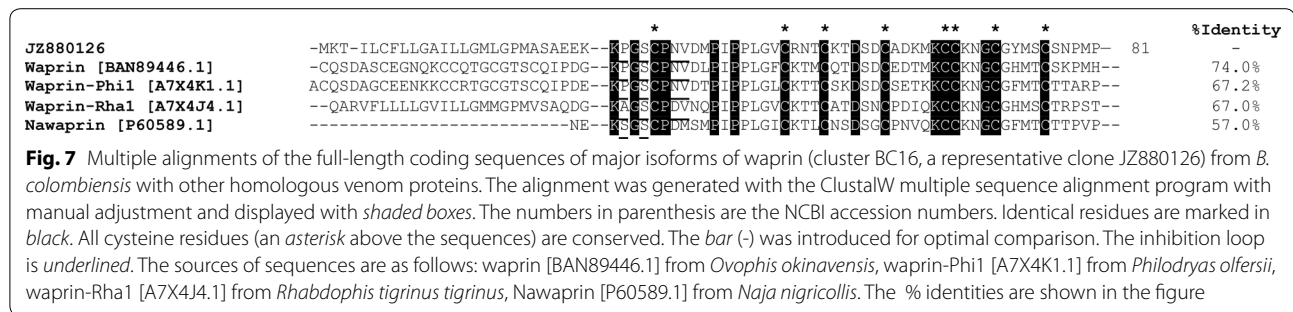 * * * * ** * * %Identity
JZ880126 -MKT-ILCFLLGAILLGMLGPMASAEEK--KPGSCPNVDMPIPPLGVCRNTCKTDSDCADKMKCCKNGCGYMSCSNPMP- 81 -
Waprin [BAN89446.1] -CQSDASCEGNQKCCQTGCGTSCQIPDG-KPGSCPNVDLPIPPLGFCKTTCQTDSDCEDTMKCCKNGCGHMTCSKPMH-- 74.0%
Waprin-Phi1 [A7X4K1.1] ACQSDAGCEENKKCCRTGCGTSCQIPDE-KPGSCPNVDTPIPPLGLCKTTCSKDSDCSETKKCCKNGCGFMTCTTARP-- 67.2%
Waprin-Rha1 [A7X4J4.1] --QARVFLLLLGVILLGMMGPMVSAQDG-KAGSCPDVNQPIPPLGVCKTTCATDSNCPDIQKCCKNGCGHMSCTRPST-- 67.0%
Nawaprin [P60589.1] --------------------------NE-KSGSCPDMSMPIPPLGICKTLCNSDSGCPNVQKCCKNGCGFMTCTTPVP-- 57.0%
Fig. 7 Multiple alignments of the full-length coding sequences of major isoforms of waprin (cluster BC16, a representative clone JZ880126) from B.
colombiensis with other homologous venom proteins. The alignment was generated with the ClustalW multiple sequence alignment program with
manual adjustment and displayed with shaded boxes. The numbers in parenthesis are the NCBI accession numbers. Identical residues are marked in
black. All cysteine residues (an asterisk above the sequences) are conserved. The bar (-) was introduced for optimal comparison. The inhibition loop
is underlined. The sources of sequences are as follows: waprin [BAN89446.1] from Ovophis okinavensis, waprin-Phi1 [A7X4K1.1] from Philodryas olfersii,
waprin-Rha1 [A7X4J4.1] from Rhabdophis tigrinus tigrinus, Nawaprin [P60589.1] from Naja nigricollis. The % identities are shown in the figure